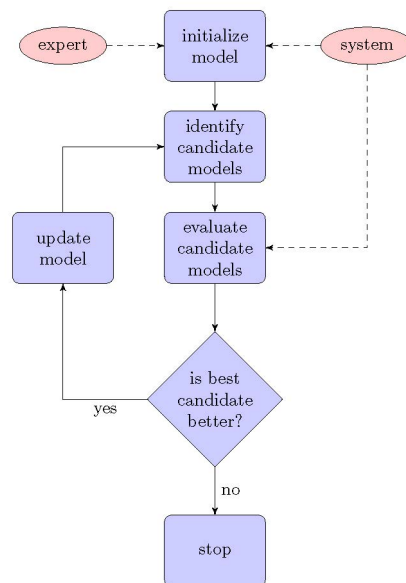 expert
initialize
model
system
identify
candidate
models
update
model
evaluate
candidate
models
is best
candidate
better?
yes
no
stop